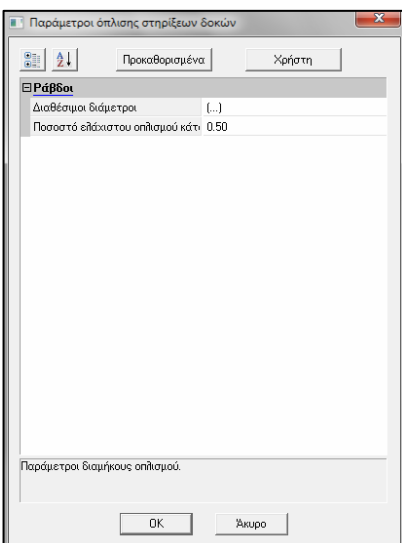 Παράμετροι όπλισης στηρίξεων δοκών
Προκαθορισμένα
Χρήστη
Ράβδοι
Διαθέσιμοι διάμετροι (...)
Ποσοστό ελάχιστου οπλισμού κάτι 0.50
Παράμετροι διαμήκους οπλισμού.
OK
Άκυρο